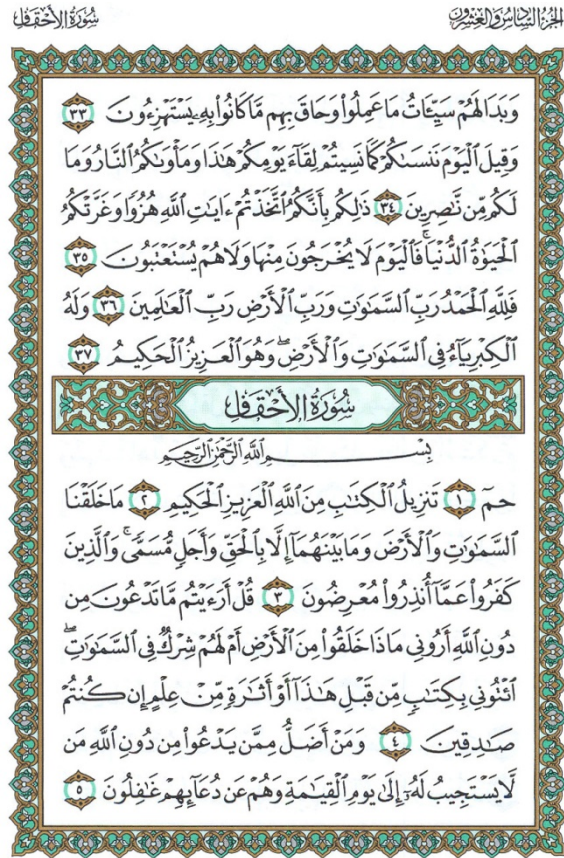 الجزء السادس والعشرون
سورة الأحقاف
وَبَدَا لَهُمْ سَيِّـَٔاتُ مَا عَمِلُوا۟ وَحَاقَ بِهِم مَّا كَانُوا۟ بِهِۦ يَسْتَهْزِءُونَ ٣٣
وَقِيلَ ٱلْيَوْمَ نَنسَىٰكُمْ كَمَا نَسِيتُمْ لِقَآءَ يَوْمِكُمْ هَٰذَا وَمَأْوَىٰكُمُ ٱلنَّارُ وَمَا
لَكُم مِّن نَّٰصِرِينَ ٣٤ ذَٰلِكُم بِأَنَّكُمُ ٱتَّخَذْتُمْ ءَايَٰتِ ٱللَّهِ هُزُوًا وَغَرَّتْكُمُ
ٱلْحَيَوٰةُ ٱلدُّنْيَا ۚ فَٱلْيَوْمَ لَا يُخْرَجُونَ مِنْهَا وَلَا هُمْ يُسْتَعْتَبُونَ ٣٥
فَلِلَّهِ ٱلْحَمْدُ رَبِّ ٱلسَّمَٰوَٰتِ وَرَبِّ ٱلْأَرْضِ رَبِّ ٱلْعَٰلَمِينَ ٣٦ وَلَهُ
ٱلْكِبْرِيَآءُ فِى ٱلسَّمَٰوَٰتِ وَٱلْأَرْضِ ۖ وَهُوَ ٱلْعَزِيزُ ٱلْحَكِيمُ ٣٧
سُورَةُ الأَحْقَافِ
بِسْمِ ٱللَّهِ ٱلرَّحْمَٰنِ ٱلرَّحِيمِ
حمٓ ١ تَنزِيلُ ٱلْكِتَٰبِ مِنَ ٱللَّهِ ٱلْعَزِيزِ ٱلْحَكِيمِ ٢ مَا خَلَقْنَا
ٱلسَّمَٰوَٰتِ وَٱلْأَرْضَ وَمَا بَيْنَهُمَآ إِلَّا بِٱلْحَقِّ وَأَجَلٍ مُّسَمًّى ۚ وَٱلَّذِينَ
كَفَرُوا۟ عَمَّآ أُنذِرُوا۟ مُعْرِضُونَ ٣ قُلْ أَرَءَيْتُم مَّا تَدْعُونَ مِن
دُونِ ٱللَّهِ أَرُونِى مَاذَا خَلَقُوا۟ مِنَ ٱلْأَرْضِ أَمْ لَهُمْ شِرْكٌ فِى ٱلسَّمَٰوَٰتِ ۖ
ٱئْتُونِى بِكِتَٰبٍ مِّن قَبْلِ هَٰذَآ أَوْ أَثَٰرَةٍ مِّنْ عِلْمٍ إِن كُنتُمْ
صَٰدِقِينَ ٤ وَمَنْ أَضَلُّ مِمَّن يَدْعُوا۟ مِن دُونِ ٱللَّهِ مَن
لَّا يَسْتَجِيبُ لَهُۥٓ إِلَىٰ يَوْمِ ٱلْقِيَٰمَةِ وَهُمْ عَن دُعَآئِهِمْ غَٰفِلُونَ ٥